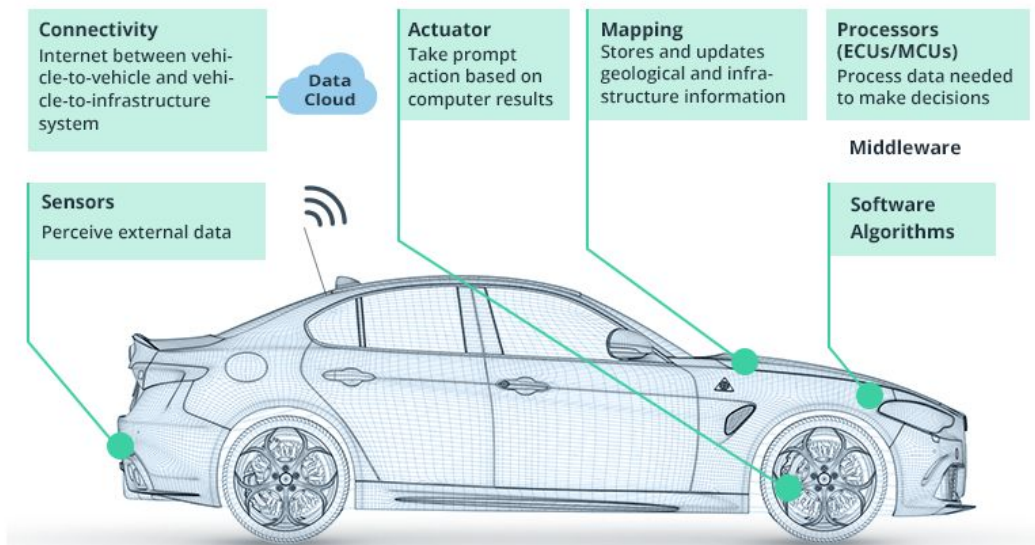 Connectivity
Internet between vehi-
cle-to-vehicle and vehi-
cle-to-infrastructure
system
Data
Cloud
Actuator
Take prompt
action based on
computer results
Mapping
Stores and updates
geological and infra-
structure information
Processors
(ECUs/MCUs)
Process data needed
to make decisions
Middleware
Sensors
Perceive external data
Software
Algorithms